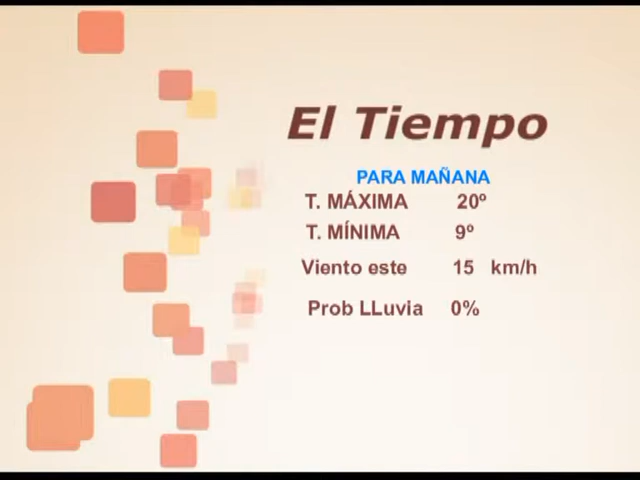 El Tiempo
PARA MAÑANA
T. MÁXIMA 20º
T. MÍNIMA 9º
Viento este 15 km/h
Prob LLuvia 0%